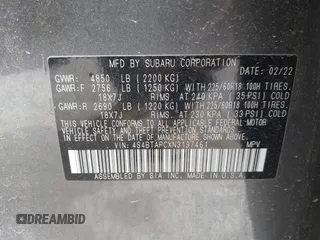 MFD. BY SUBARU CORPORATION
DATE: 02/22
GVWR: 4850 LB (2200 KG)
GAWR:F 2756 LB (1250 KG) WITH 225/60R18 100H TIRES.
18X7J RIMS. AT 240 KPA (35 PSI) COLD
GAWR:R 2690 LB (1220 KG) WITH 225/60R18 100H TIRES.
18X7J RIMS. AT 230 KPA (33 PSI) COLD
THIS VEHICLE CONFORMS TO ALL APPLICABLE FEDERAL MOTOR
VEHICLE SAFETY AND BUMPER STANDARDS IN
EFFECT ON THE DATE OF MANUFACTURE SHOWN ABOVE.
VIN: 4S4BTAPCXN3197461 MPV
ASSEMBLED BY SIA INC. IN U.S.A.
DREAMBID